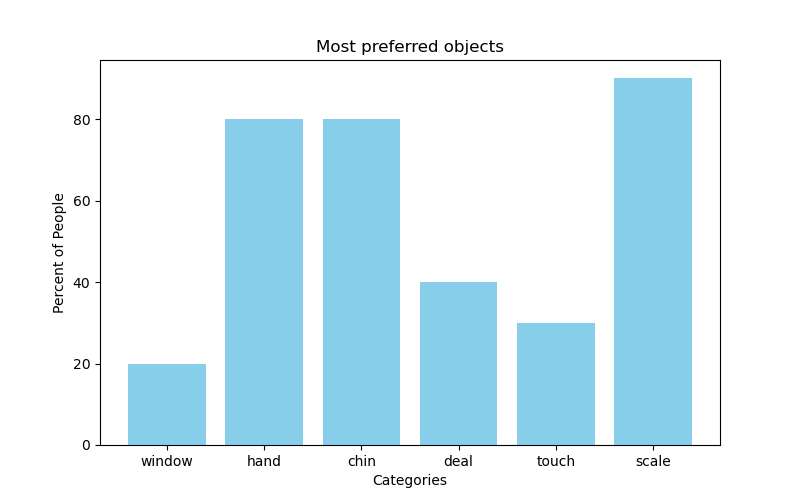 Most preferred objects
Percent of People
80
60
40
20
0
window hand chin deal touch scale
Categories